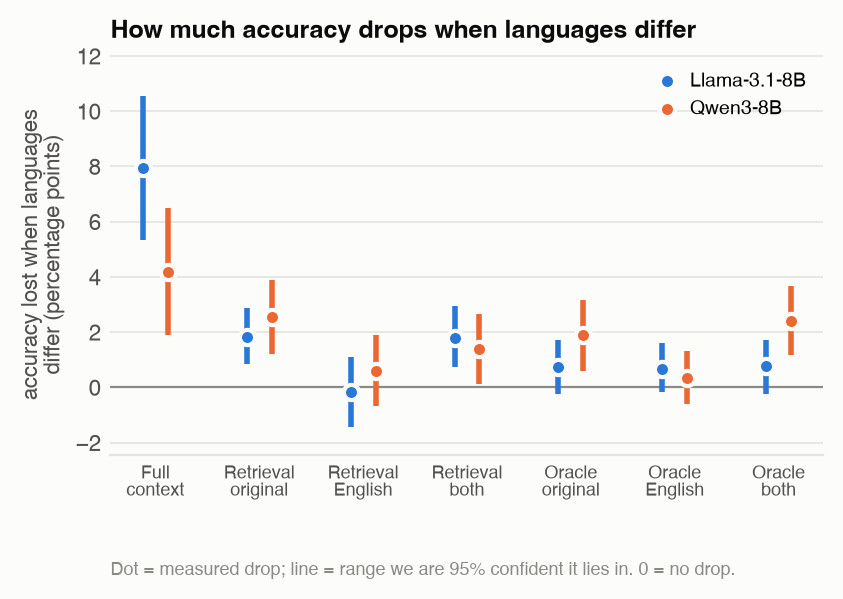 How much accuracy drops when languages differ
accuracy lost when languages
differ (percentage points)
12
10
8
6
4
2
0
−2
Llama-3.1-8B
Qwen3-8B
Full
context
Retrieval
original
Retrieval
English
Retrieval
both
Oracle
original
Oracle
English
Oracle
both
Dot = measured drop; line = range we are 95% confident it lies in. 0 = no drop.